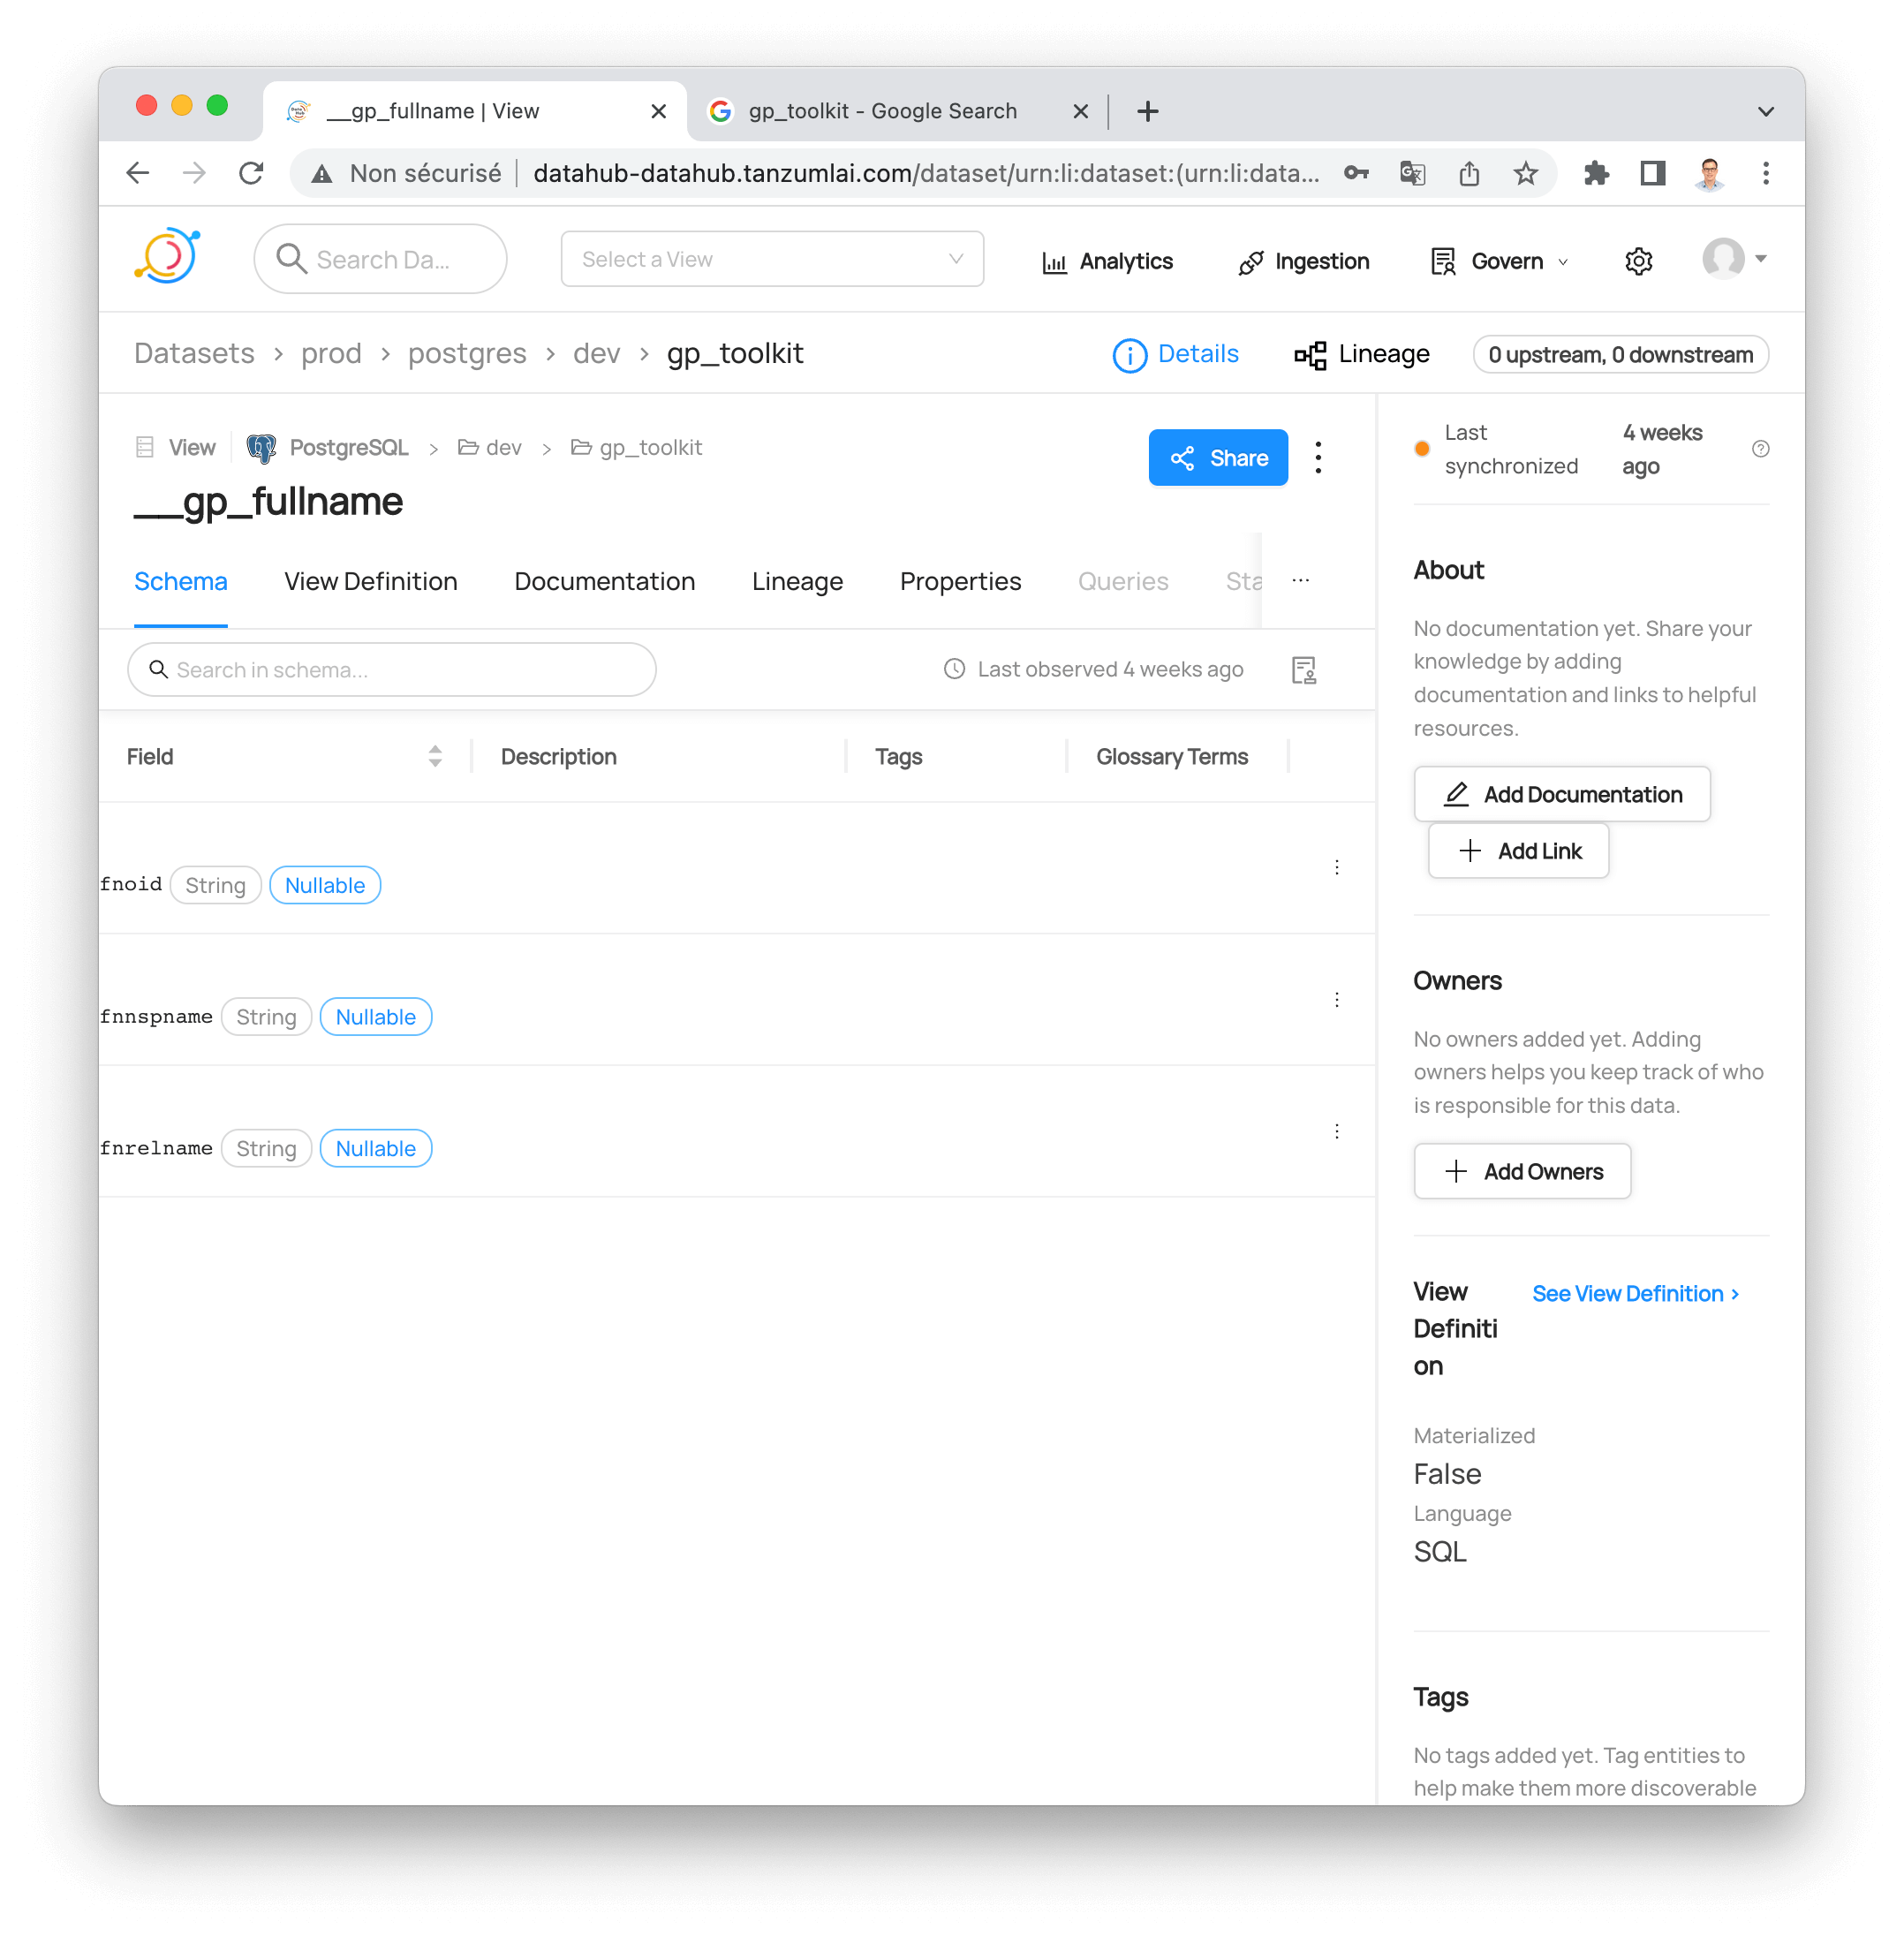 __gp_fullname | View
gp_toolkit - Google Search
Non sécurisé
datahub-datahub.tanzumlai.com/dataset/urn:li:dataset:(urn:li:data...
Search Da...
Select a View
Analytics
Ingestion
Govern
Datasets > prod > postgres > dev > gp_toolkit
Details
Lineage
0 upstream, 0 downstream
View
PostgreSQL > dev > gp_toolkit
__gp_fullname
Share
Schema
View Definition
Documentation
Lineage
Properties
Queries
Sta
...
Search in schema...
Last observed 4 weeks ago
Field
Description
Tags
Glossary Terms
fnoid String Nullable
fnnspname String Nullable
fnrelname String Nullable
Last
synchronized
4 weeks
ago
About
No documentation yet. Share your
knowledge by adding
documentation and links to helpful
resources.
Add Documentation
Add Link
Owners
No owners added yet. Adding
owners helps you keep track of who
is responsible for this data.
Add Owners
View
Definiti
on
See View Definition >
Materialized
False
Language
SQL
Tags
No tags added yet. Tag entities to
help make them more discoverable